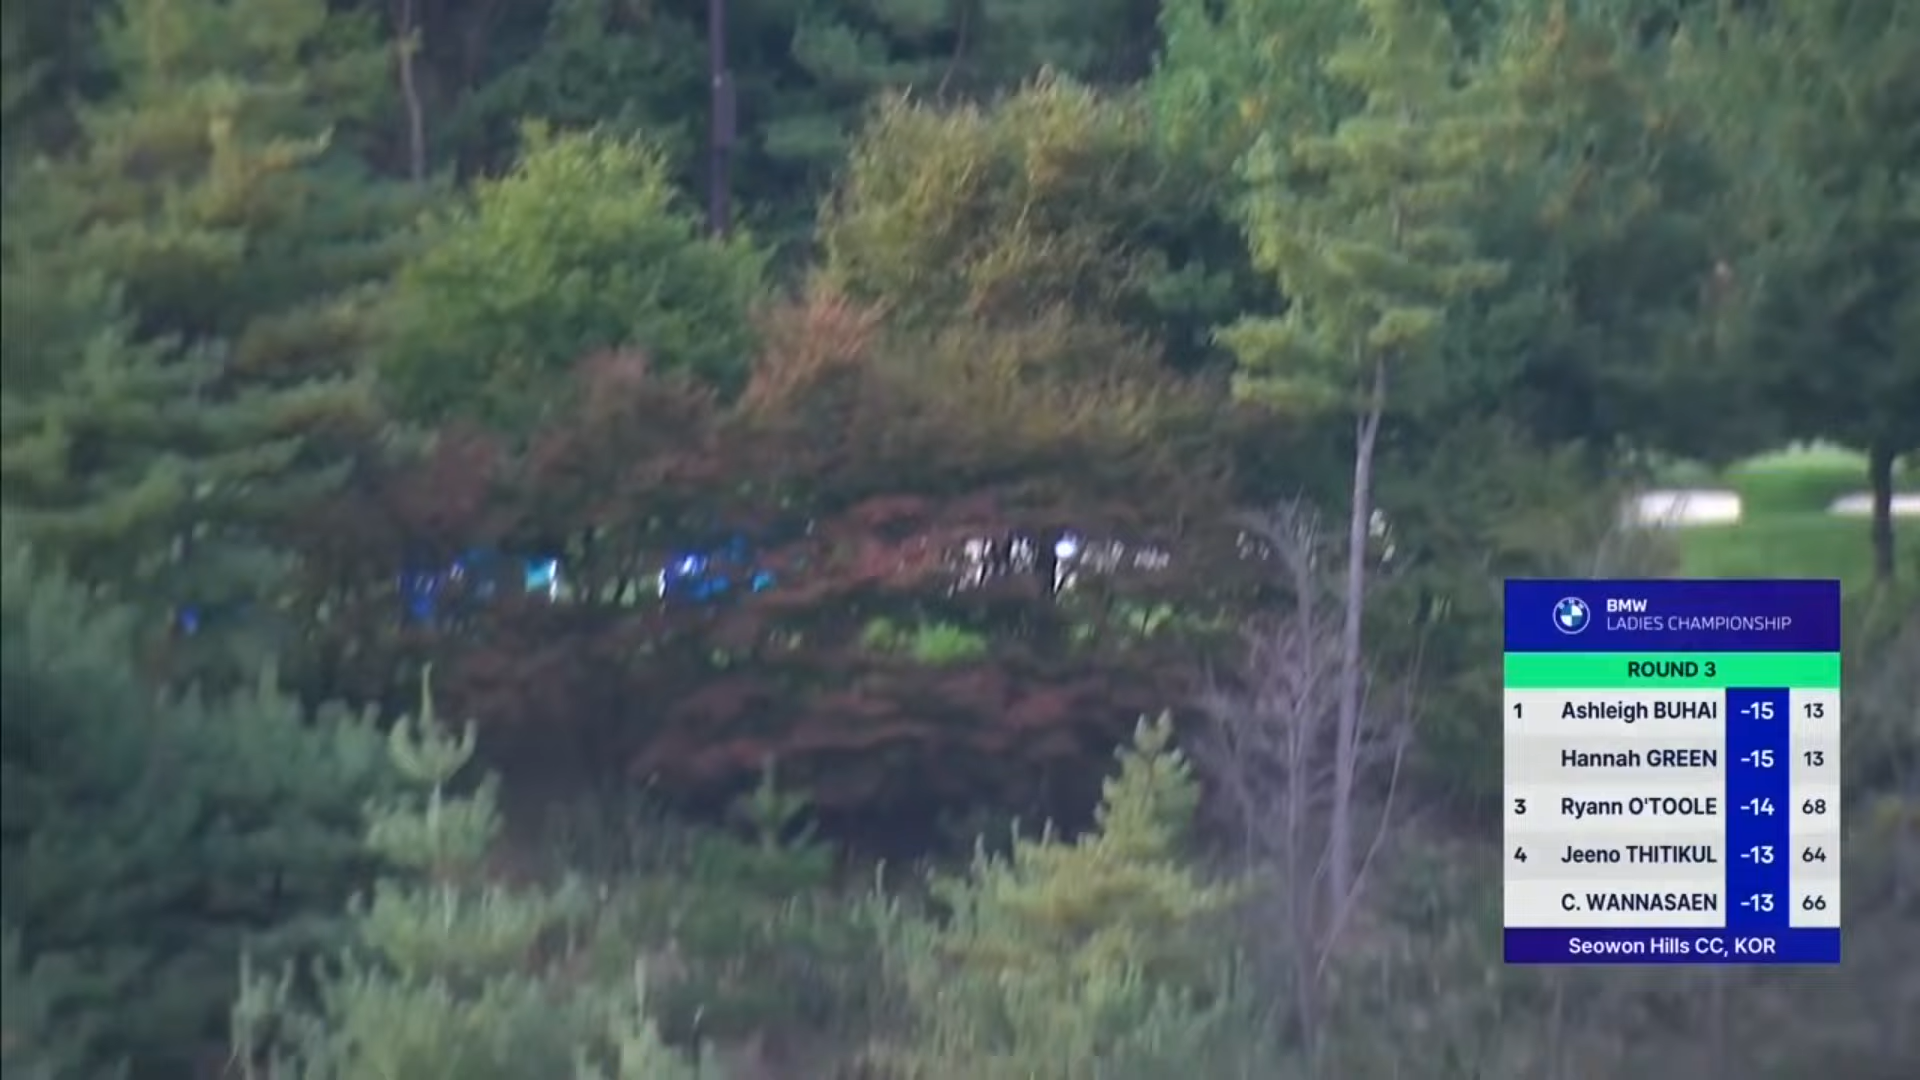 BMW
LADIES CHAMPIONSHIP
ROUND 3
1 Ashleigh BUHAI -15 13
Hannah GREEN -15 13
3 Ryann O'TOOLE -14 68
4 Jeeno THITIKUL -13 64
C. WANNASAEN -13 66
Seowon Hills CC, KOR